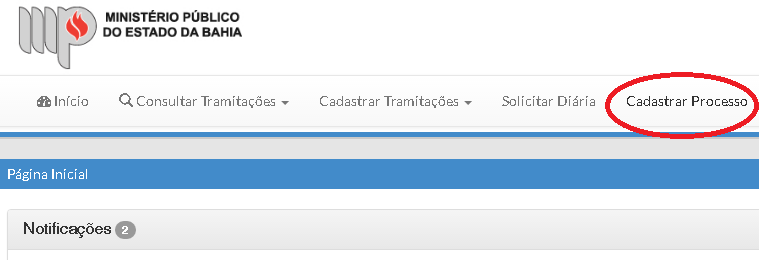 mp
MINISTÉRIO PÚBLICO
DO ESTADO DA BAHIA
Início Consultar Tramitações Cadastrar Tramitações Solicitar Diária Cadastrar Processo
Página Inicial
Notificações 2